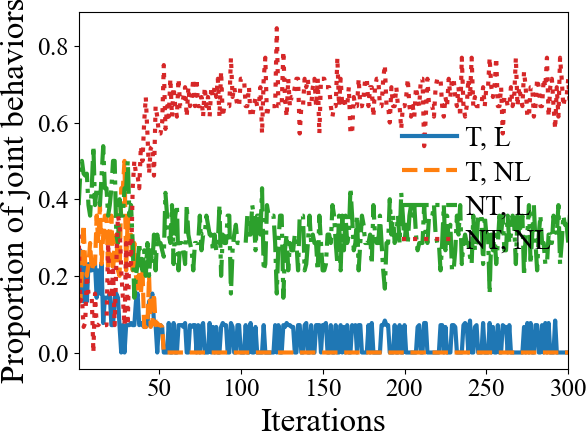 Proportion of joint behaviors
0.8
0.6
0.4
0.2
0.0
T, L
T, NL
NT, L
NT, NL
50
100
150
200
250
300
Iterations